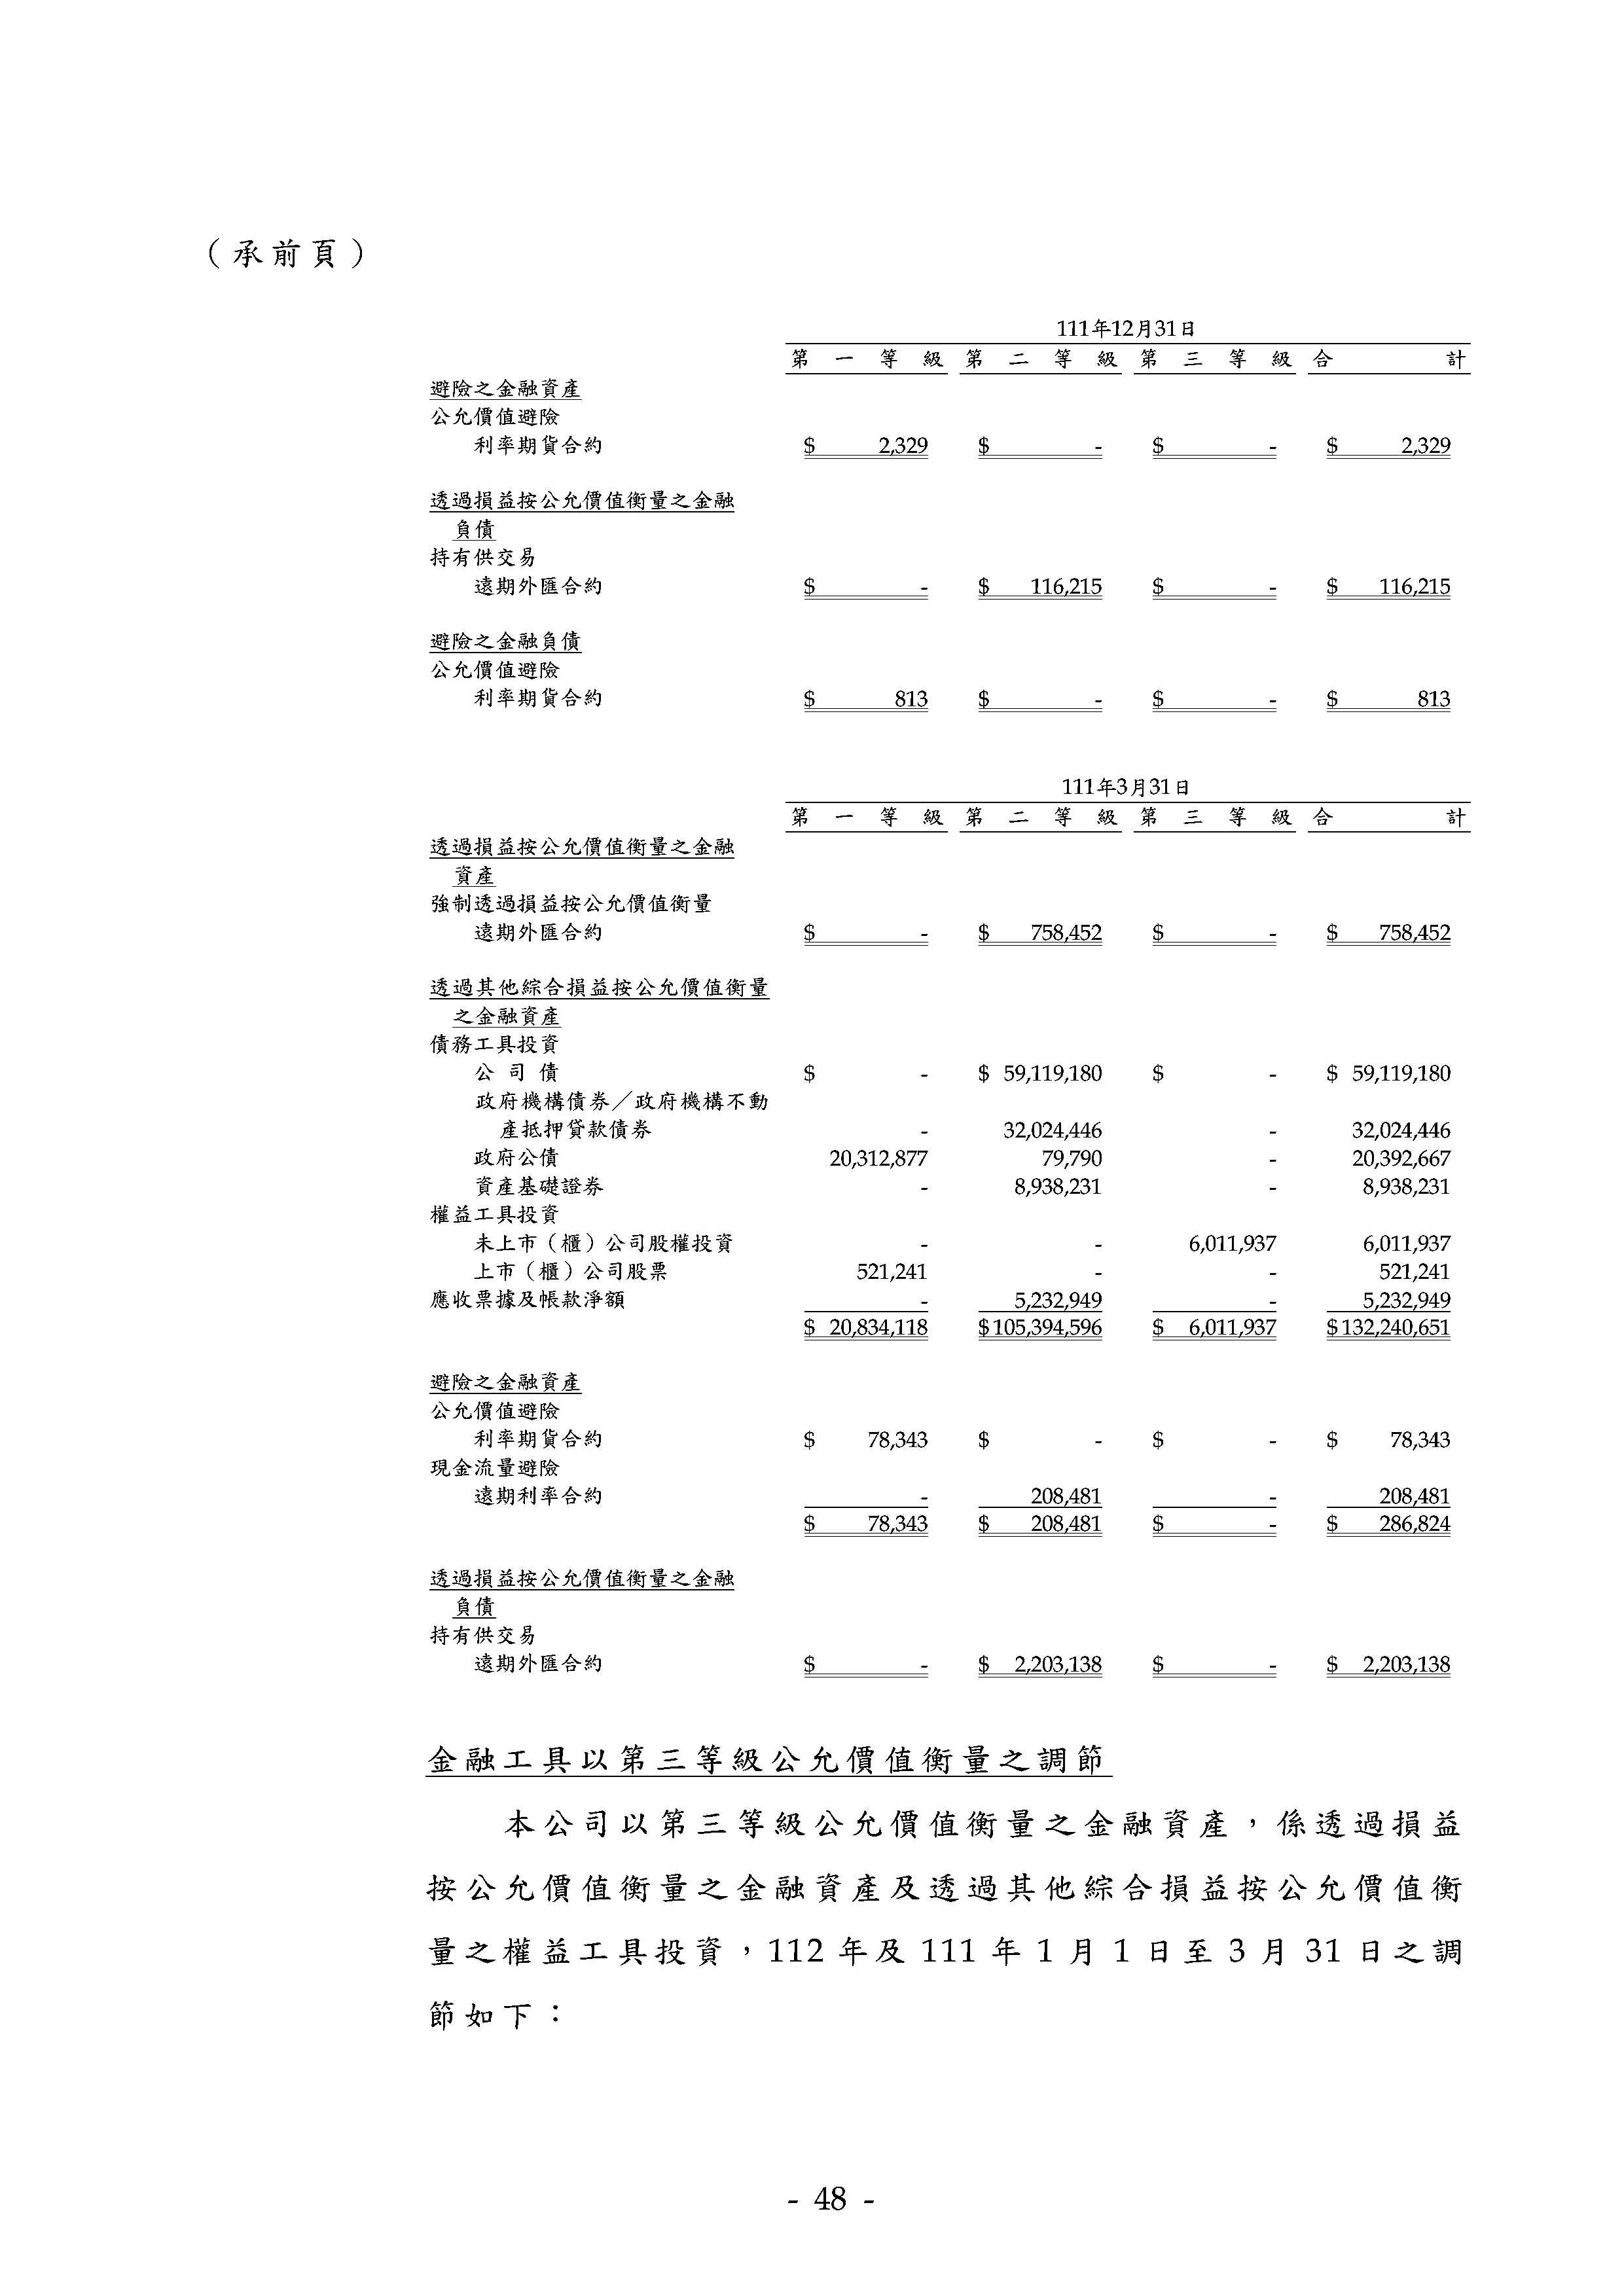 （承前頁）
111年12月31日
第一等級 第二等級 第三等級 合計
避險之金融資產
公允價值避險
利率期貨合約 $ 2,329 $ - $ - $ 2,329
透過損益按公允價值衡量之金融
負債
持有供交易
遠期外匯合約 $ - $ 116,215 $ - $ 116,215
避險之金融負債
公允價值避險
利率期貨合約 $ 813 $ - $ - $ 813
111年3月31日
第一等級 第二等級 第三等級 合計
透過損益按公允價值衡量之金融
資產
強制透過損益按公允價值衡量
遠期外匯合約 $ - $ 758,452 $ - $ 758,452
透過其他綜合損益按公允價值衡量
之金融資產
債務工具投資
公司債 $ - $ 59,119,180 $ - $ 59,119,180
政府機構債券／政府機構不動
產抵押貸款債券 - 32,024,446 - 32,024,446
政府公債 20,312,877 79,790 - 20,392,667
資產基礎證券 - 8,938,231 - 8,938,231
權益工具投資
未上市（櫃）公司股權投資 - - 6,011,937 6,011,937
上市（櫃）公司股票 521,241 - - 521,241
應收票據及帳款淨額 - 5,232,949 - 5,232,949
$ 20,834,118 $105,394,596 $ 6,011,937 $132,240,651
避險之金融資產
公允價值避險
利率期貨合約 $ 78,343 $ - $ - $ 78,343
現金流量避險
遠期利率合約 - 208,481 - 208,481
$ 78,343 $ 208,481 $ - $ 286,824
透過損益按公允價值衡量之金融
負債
持有供交易
遠期外匯合約 $ - $ 2,203,138 $ - $ 2,203,138
金融工具以第三等級公允價值衡量之調節
本公司以第三等級公允價值衡量之金融資產，係透過損益
按公允價值衡量之金融資產及透過其他綜合損益按公允價值衡
量之權益工具投資，112 年及 111 年 1 月 1 日至 3 月 31 日之調
節如下：
- 48 -